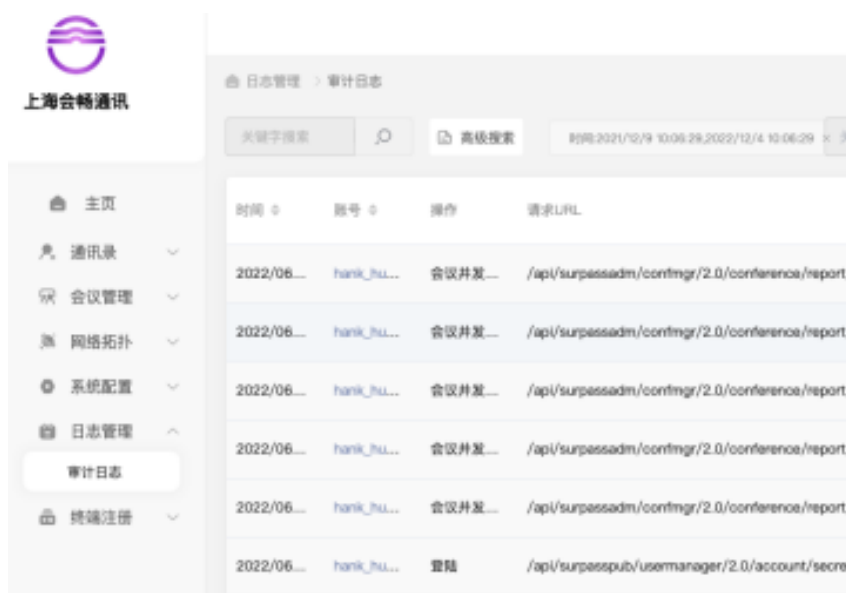 上海会畅通讯
日志管理 > 审计日志
关键字搜索 高级搜索 时间:2021/12/9 10:06:29,2022/12/4 10:06:29 ×
主页
通讯录
会议管理
网络拓扑
系统配置
日志管理
审计日志
终端注册
时间 账号 操作 请求URL
2022/06... hank_hu... 会议并发... /api/surpassadm/confmgr/2.0/conference/report
2022/06... hank_hu... 会议并发... /api/surpassadm/confmgr/2.0/conference/report
2022/06... hank_hu... 会议并发... /api/surpassadm/confmgr/2.0/conference/report
2022/06... hank_hu... 会议并发... /api/surpassadm/confmgr/2.0/conference/report
2022/06... hank_hu... 会议并发... /api/surpassadm/confmgr/2.0/conference/report
2022/06... hank_hu... 登陆 /api/surpasspub/usermanager/2.0/account/secre